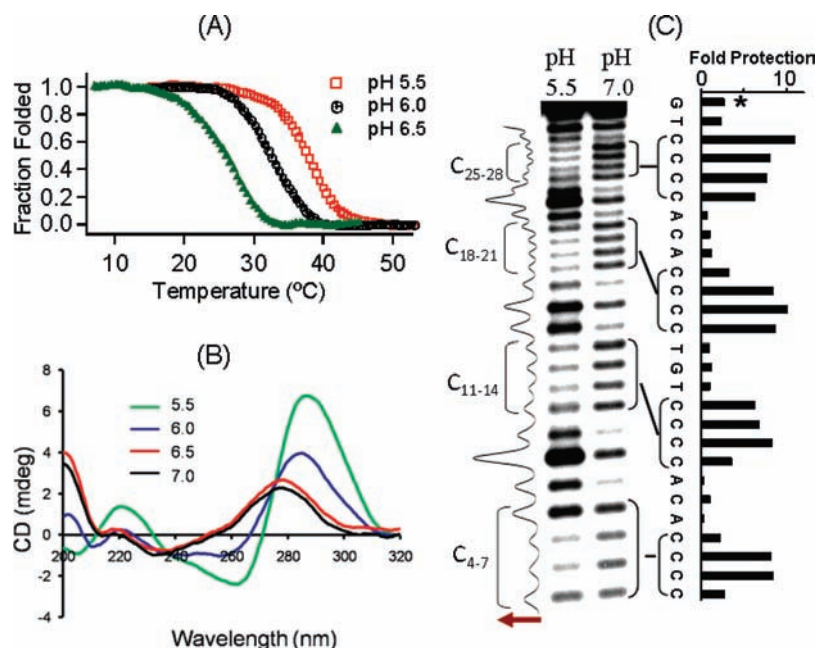 (A)
Fraction Folded
1.0
0.8
0.6
0.4
0.2
0.0
pH 5.5
pH 6.0
pH 6.5
10 20 30 40 50
Temperature (ºC)
(B)
CD (mdeg)
8
6
4
2
0
-2
-4
5.5
6.0
6.5
7.0
200 220 240 260 280 300 320
Wavelength (nm)
(C)
pH pH
5.5 7.0
Fold Protection
0 10
C25-28
C18-21
C11-14
C4-7
G *
T
C
C
C
C
A
C
A
C
C
C
C
T
G
T
C
C
C
C
A
C
A
C
C
C
C